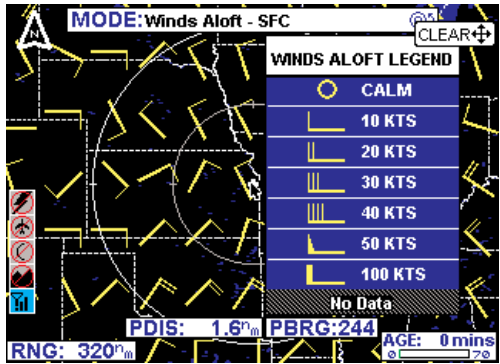 MODE: Winds Aloft - SFC
CLEAR
N
WINDS ALOFT LEGEND
CALM
10 KTS
20 KTS
30 KTS
40 KTS
50 KTS
100 KTS
No Data
PDIS: 1.6nm PBRG:244
RNG: 320nm
AGE: 0 mins
0 70